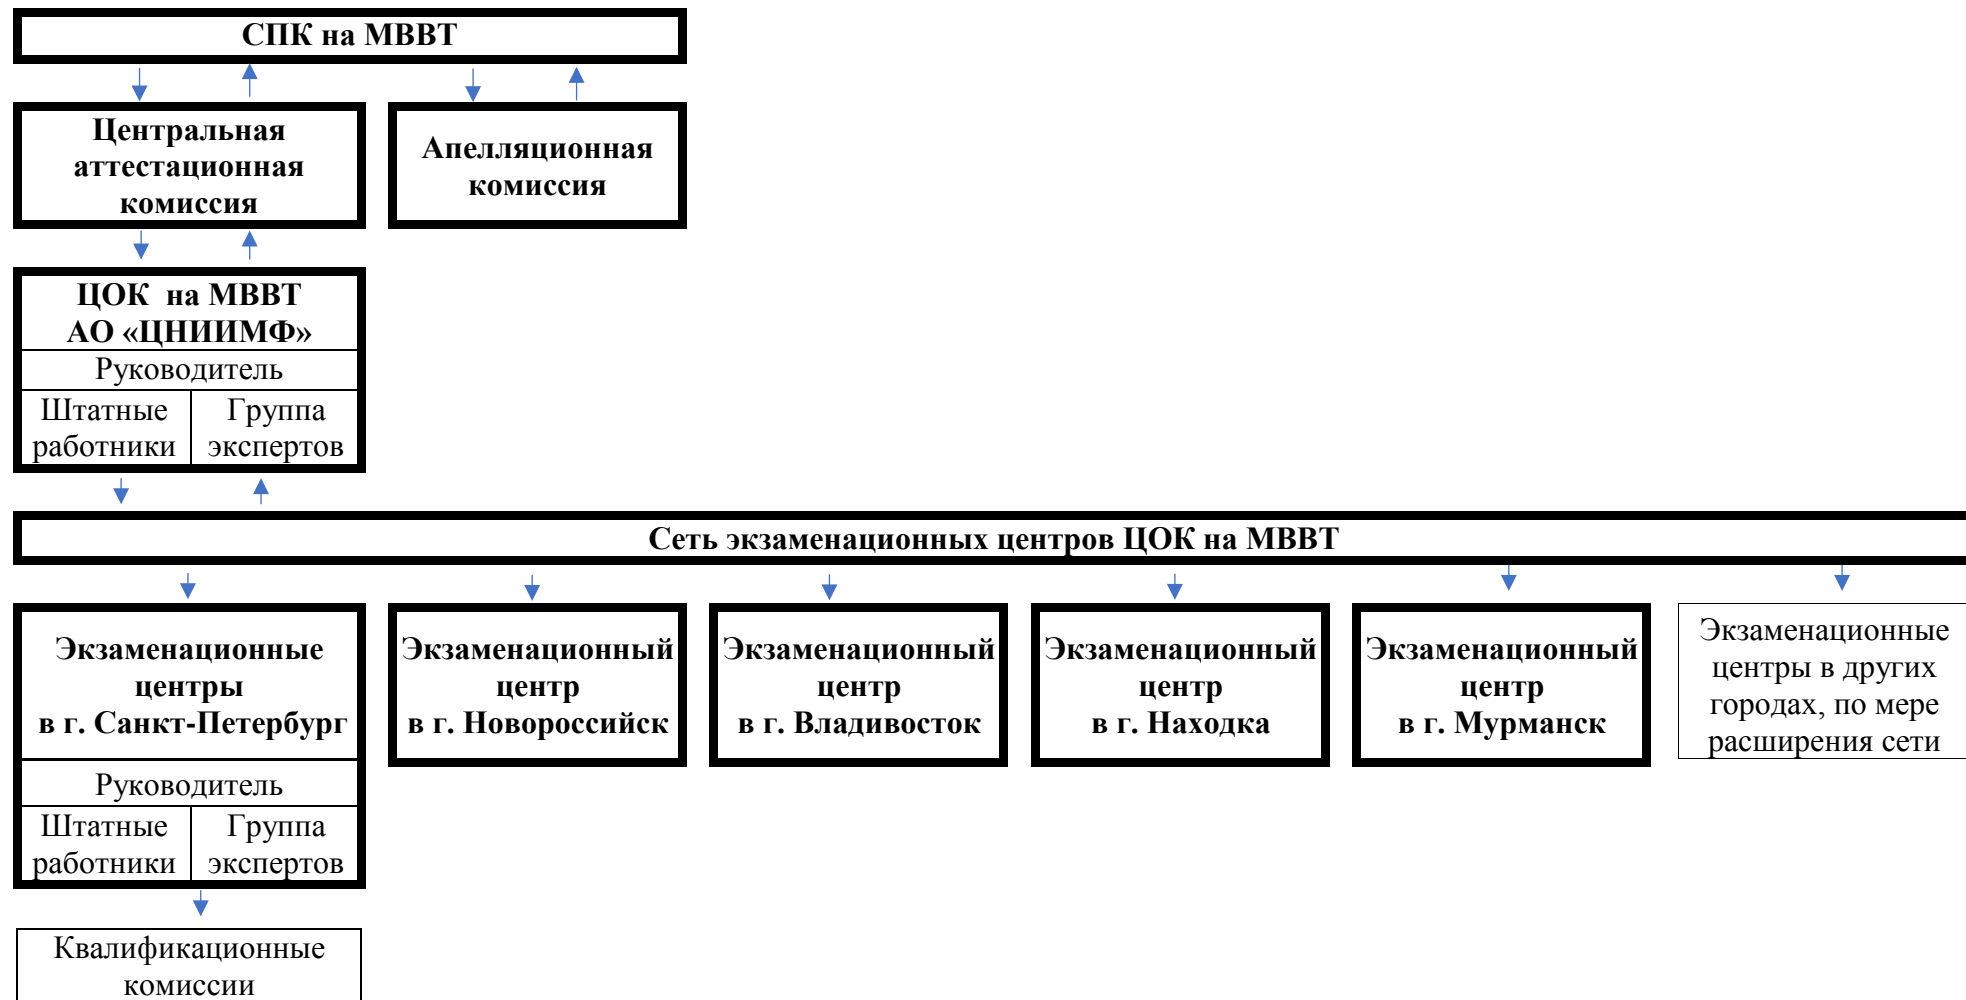 СПК на МВВТ
Центральная
аттестационная
комиссия
Апелляционная
комиссия
ЦОК на МВВТ
АО «ЦНИИМФ»
Руководитель
Штатные
работники
Группа
экспертов
Сеть экзаменационных центров ЦОК на МВВТ
Экзаменационные
центры
в г. Санкт-Петербург
Руководитель
Штатные
работники
Группа
экспертов
Квалификационные
комиссии
Экзаменационный
центр
в г. Новороссийск
Экзаменационный
центр
в г. Владивосток
Экзаменационный
центр
в г. Находка
Экзаменационный
центр
в г. Мурманск
Экзаменационные
центры в других
городах, по мере
расширения сети